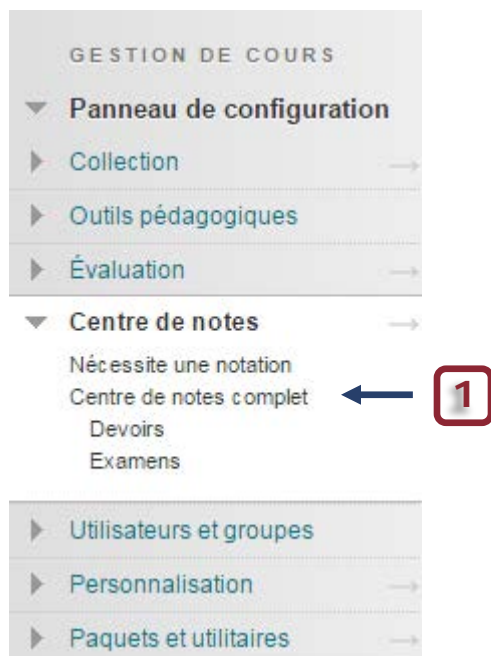 GESTION DE COURS
Panneau de configuration
Collection
Outils pédagogiques
Évaluation
Centre de notes
Nécessite une notation
Centre de notes complet
1
Devoirs
Examens
Utilisateurs et groupes
Personnalisation
Paquets et utilitaires